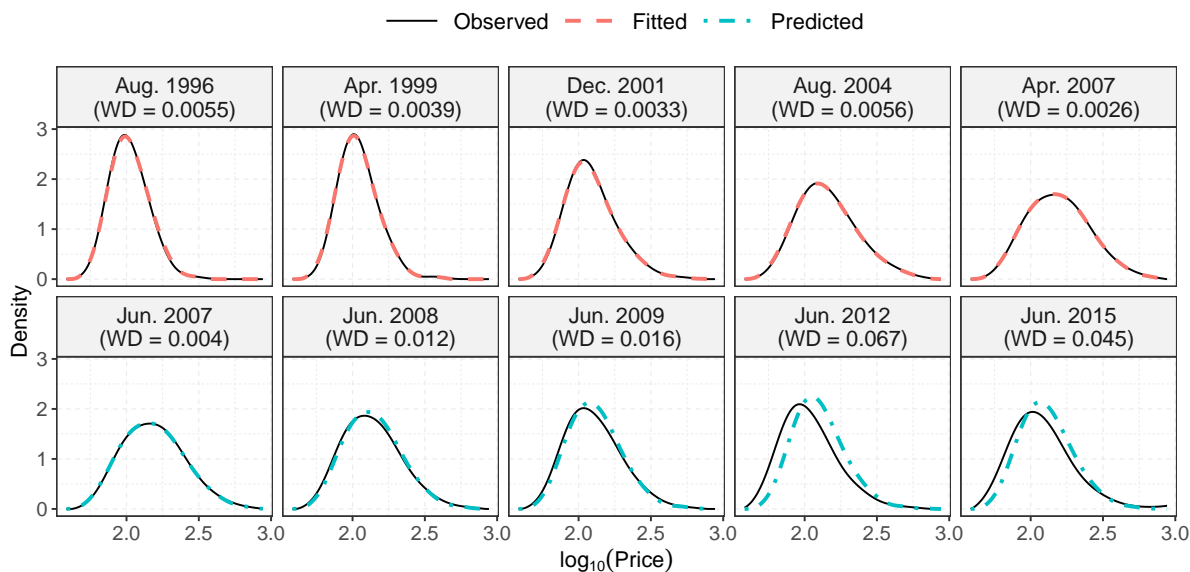 Observed Fitted Predicted
Aug. 1996 Apr. 1999 Dec. 2001 Aug. 2004 Apr. 2007
(WD = 0.0055) (WD = 0.0039) (WD = 0.0033) (WD = 0.0056) (WD = 0.0026)
3
2
1
0
Density
Jun. 2007 Jun. 2008 Jun. 2009 Jun. 2012 Jun. 2015
(WD = 0.004) (WD = 0.012) (WD = 0.016) (WD = 0.067) (WD = 0.045)
3
2
1
0
2.0 2.5 3.0 2.0 2.5 3.0 2.0 2.5 3.0 2.0 2.5 3.0 2.0 2.5 3.0
log₁₀(Price)